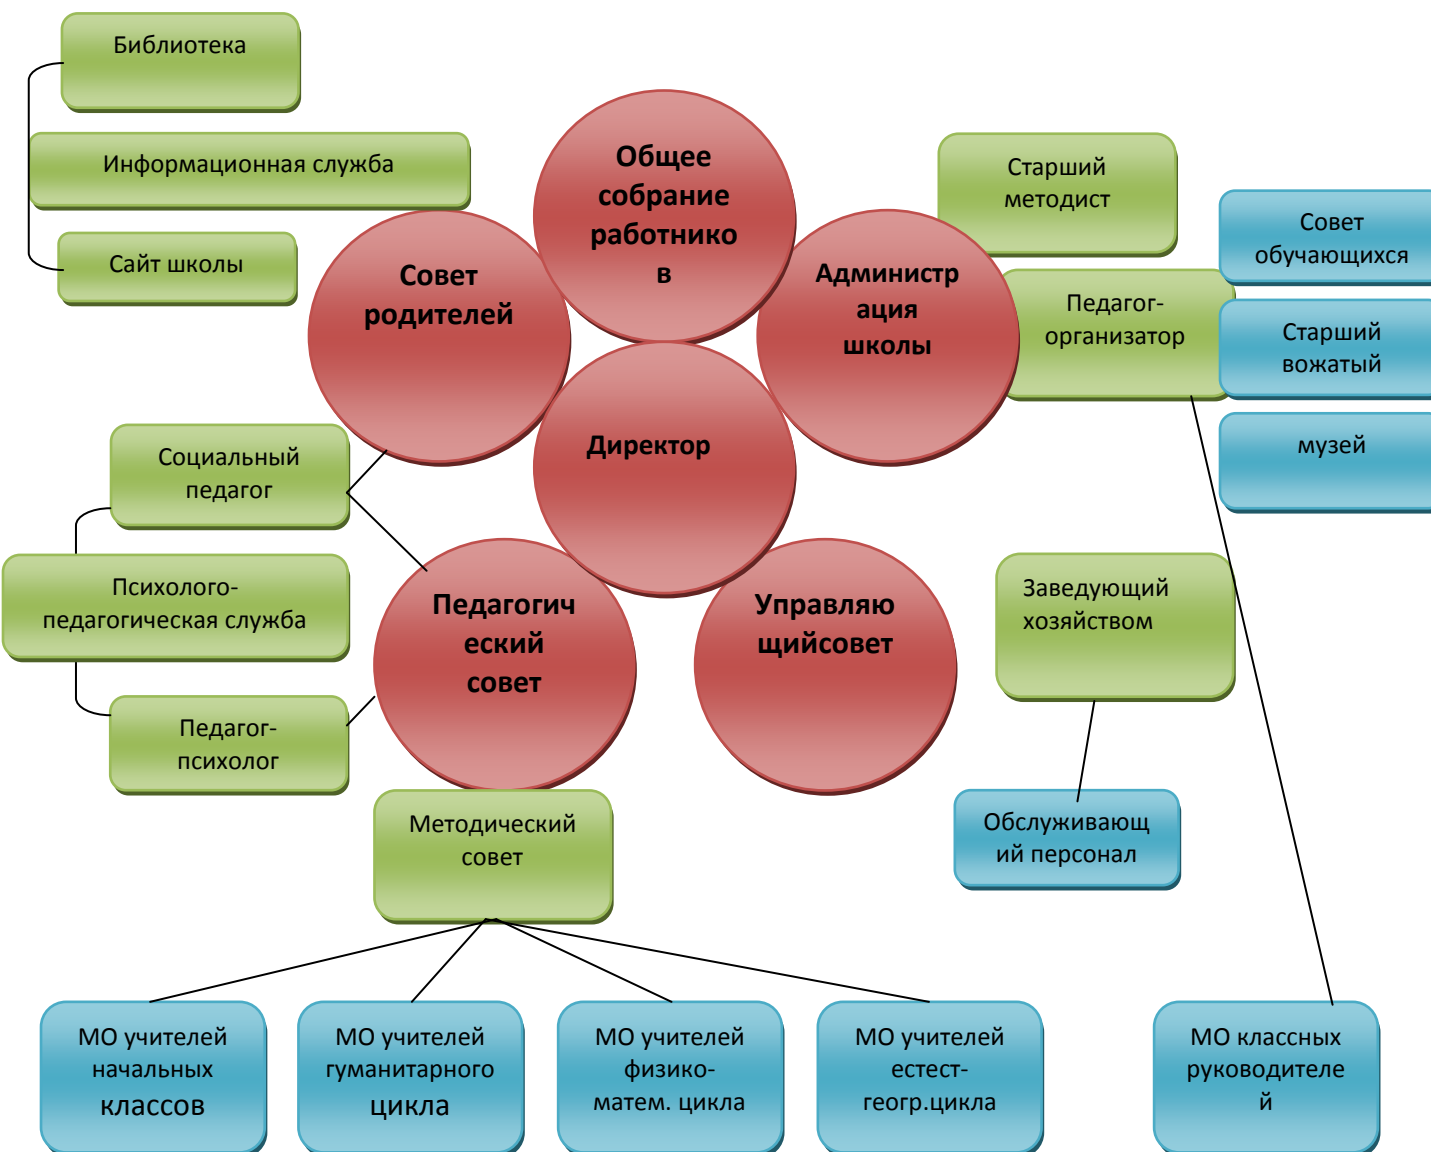 Библиотека
Информационная служба
Сайт школы
Общее
собрание
работнико
в
Совет
родителей
Администр
ация
школы
Директор
Старший
методист
Педагог-
организатор
Совет
обучающихся
Старший
вожатый
музей
Социальный
педагог
Психолого-
педагогическая служба
Педагог-
психолог
Педагогич
еский
совет
Управляю
щийсовет
Заведующий
хозяйством
Обслуживающ
ий персонал
Методический
совет
МО учителей
начальных
классов
МО учителей
гуманитарного
цикла
МО учителей
физико-
матем. цикла
МО учителей
естест-
геогр.цикла
МО классных
руководителе
й